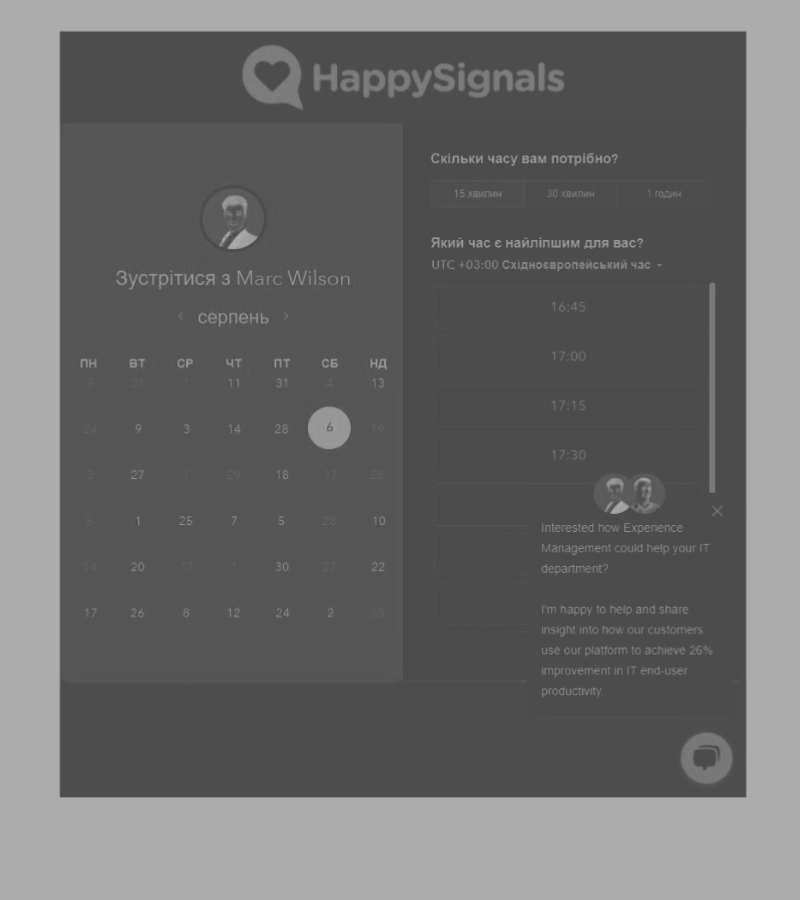 HappySignals
Зустрітися з Marc Wilson
‹ серпень ›
ПН ВТ СР ЧТ ПТ СБ НД
9 1 11 31 4 13
24 9 3 14 28 6 19
3 27 1 29 18 17 28
1 25 7 5 28 10
14 20 17 1 30 27 22
17 26 8 12 24 2 13
Скільки часу вам потрібно?
15 хвилин 30 хвилин 1 годин
Який час є найліпшим для вас?
UTC +03:00 Східноєвропейський час
16:45
17:00
17:15
17:30
Interested how Experience
Management could help your IT
department?
I'm happy to help and share
insight into how our customers
use our platform to achieve 26%
improvement in IT end-user
productivity.